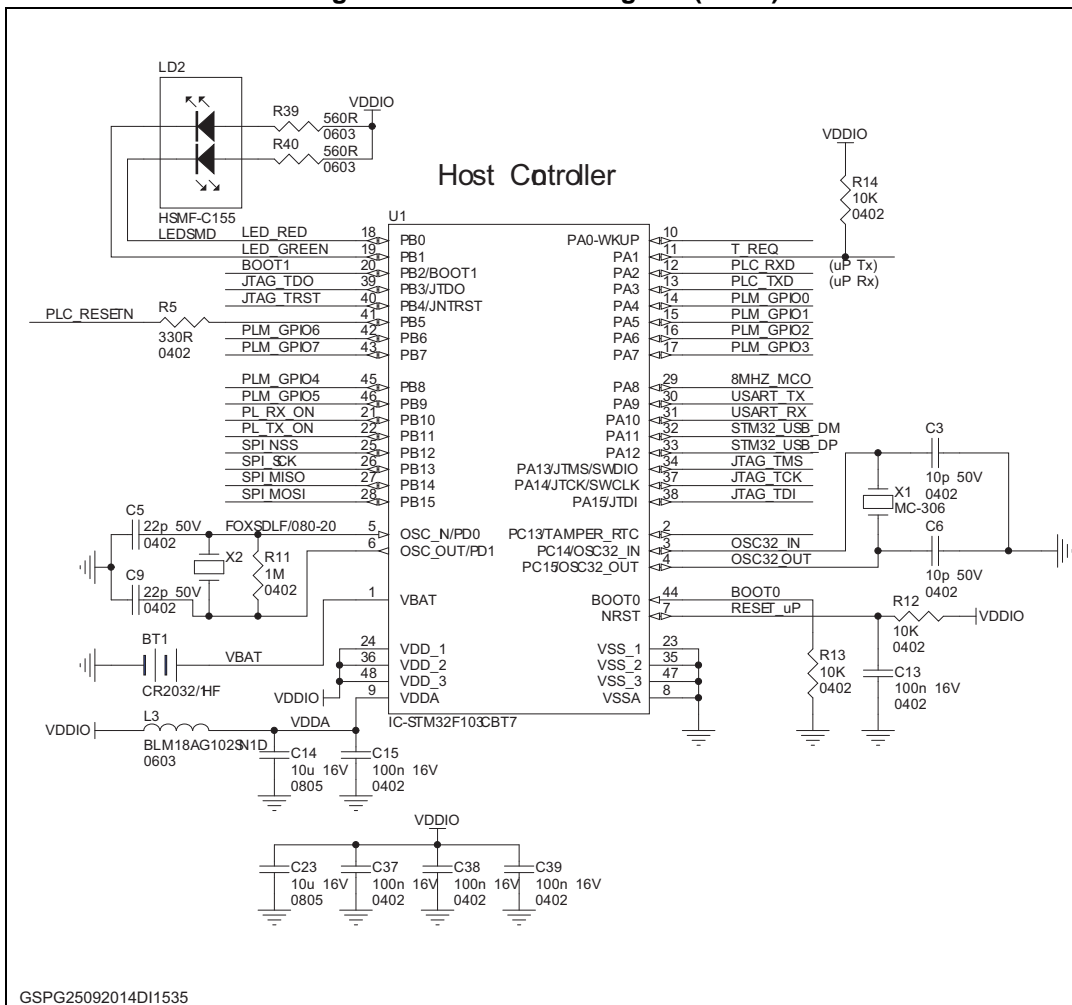 LD2
R39
560R
0603
VDDIO
R40
560R
0603
HSMF-C155
LEDSMD
Host Controller
VDDIO
R14
10K
0402
U1
LED_RED 18 PB0
LED_GREEN 19 PB1
BOOT1 20 PB2/BOOT1
JTAG_TDO 39 PB3/JTDO
JTAG_TRST 40 PB4/JNTRST
PLC_RESETN
R5
330R
0402
41 PB5
PLM_GPIO6 42 PB6
PLM_GPIO7 43 PB7
PLM_GPIO4 45 PB8
PLM_GPIO5 46 PB9
PL_RX_ON 21 PB10
PL_TX_ON 22 PB11
SPI_NSS 25 PB12
SPI_SCK 26 PB13
SPI_MISO 27 PB14
SPI_MOSI 28 PB15
PA0-WKUP 10
PA1 11 T_REQ
PA2 12 PLC_RXD (uP Tx)
PA3 13 PLC_TXD (uP Rx)
PA4 14 PLM_GPIO0
PA5 15 PLM_GPIO1
PA6 16 PLM_GPIO2
PA7 17 PLM_GPIO3
PA8 29 8MHZ_MCO
PA9 30 USART_TX
PA10 31 USART_RX
PA11 32 STM32_USB_DM
PA12 33 STM32_USB_DP
PA13/JTMS/SWDIO 34 JTAG_TMS
PA14/JTCK/SWCLK 37 JTAG_TCK
PA15/JTDI 38 JTAG_TDI
C3
10p 50V
0402
X1
MC-306
C6
10p 50V
0402
PC13/TAMPER_RTC 2
PC14/OSC32_IN 3 OSC32_IN
PC15/OSC32_OUT 4 OSC32_OUT
C5
22p 50V
0402
FOXSDLF/080-20
5 OSC_IN/PD0
6 OSC_OUT/PD1
X2
R11
1M
0402
C9
22p 50V
0402
1 VBAT
BOOT0 44 BOOT0
NRST 7 RESET_uP
R12
10K
0402
VDDIO
R13
10K
0402
C13
100n 16V
0402
BT1
VBAT
CR2032/1HF
24 VDD_1
36 VDD_2
48 VDD_3
VDDIO
9 VDDA
VSS_1 23
VSS_2 35
VSS_3 47
VSSA 8
IC-STM32F103CBT7
VDDIO
L3
BLM18AG102SN1D
0603
VDDA
C14
10u 16V
0805
C15
100n 16V
0402
VDDIO
C23
10u 16V
0805
C37
100n 16V
0402
C38
100n 16V
0402
C39
100n 16V
0402
GSPG25092014DI1535